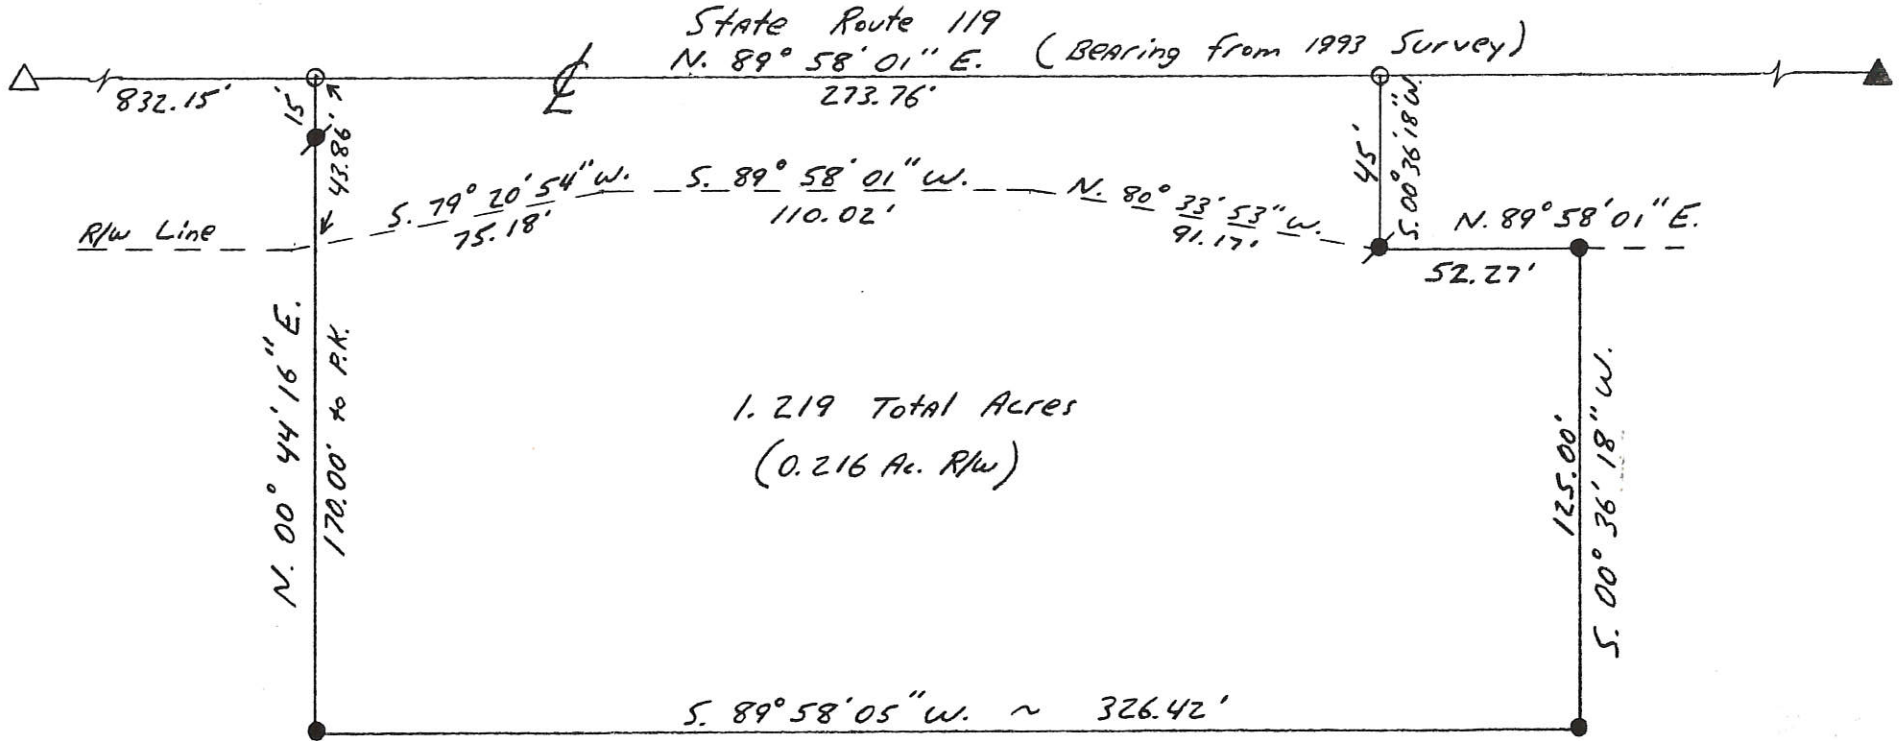 State Route 119
N. 89° 58' 01" E. (Bearing from 1993 Survey)
832.15'
℄
273.76'
15'
43.86'
45'
S. 00° 36' 18" W.
R/w Line
S. 79° 20' 54" W.
75.18'
S. 89° 58' 01" W.
110.02'
N. 80° 33' 53" W.
91.17'
N. 89° 58' 01" E.
52.27'
N. 00° 44' 16" E.
170.00' to P.K.
1.219 Total Acres
(0.216 Ac. R/w)
125.00'
S. 00° 36' 18" W.
S. 89° 58' 05" W. ~ 326.42'